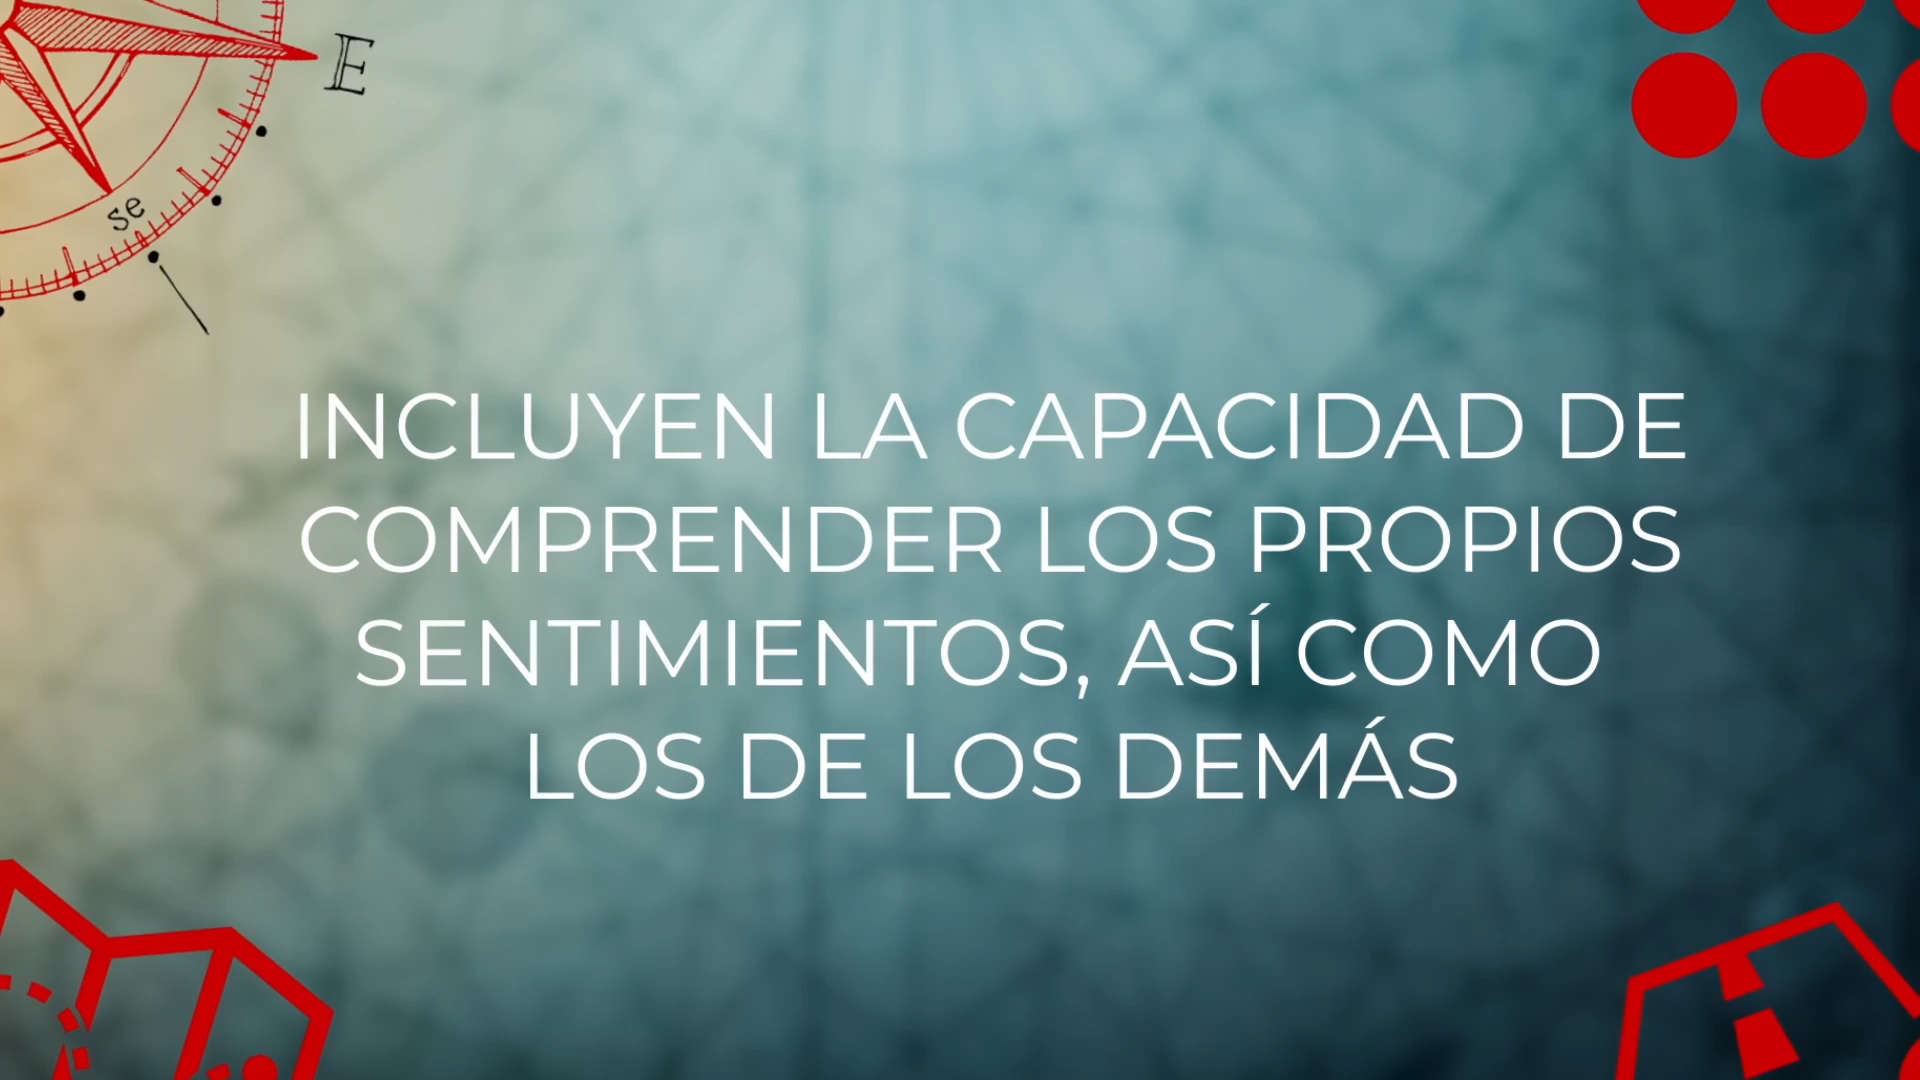 E
se
INCLUYEN LA CAPACIDAD DE
COMPRENDER LOS PROPIOS
SENTIMIENTOS, ASÍ COMO
LOS DE LOS DEMÁS